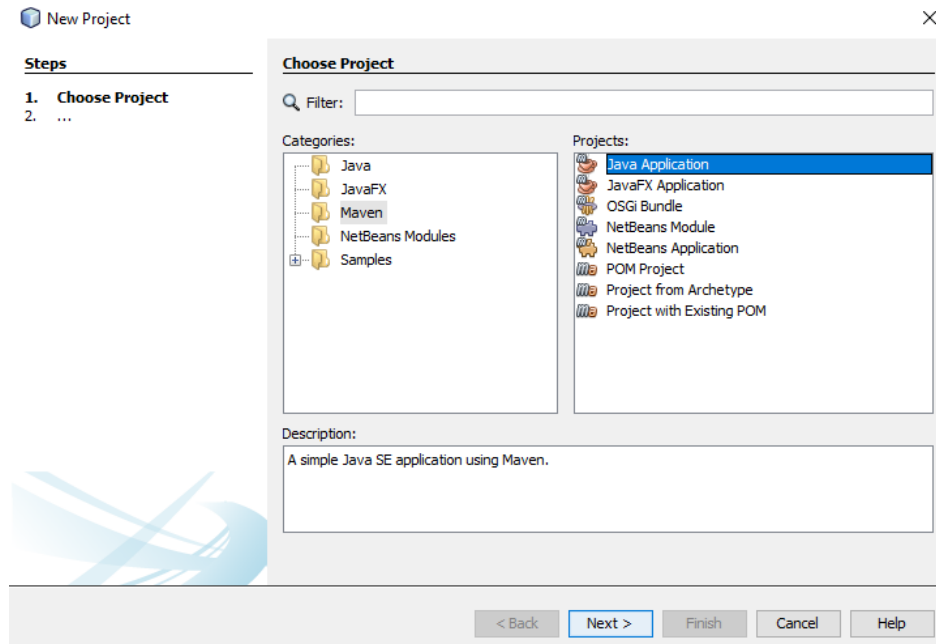 New Project
Steps
1. Choose Project
2. ...
Choose Project
Filter:
Categories:
Java
JavaFX
Maven
NetBeans Modules
Samples
Projects:
Java Application
JavaFX Application
OSGi Bundle
NetBeans Module
NetBeans Application
POM Project
Project from Archetype
Project with Existing POM
Description:
A simple Java SE application using Maven.
< Back
Next >
Finish
Cancel
Help